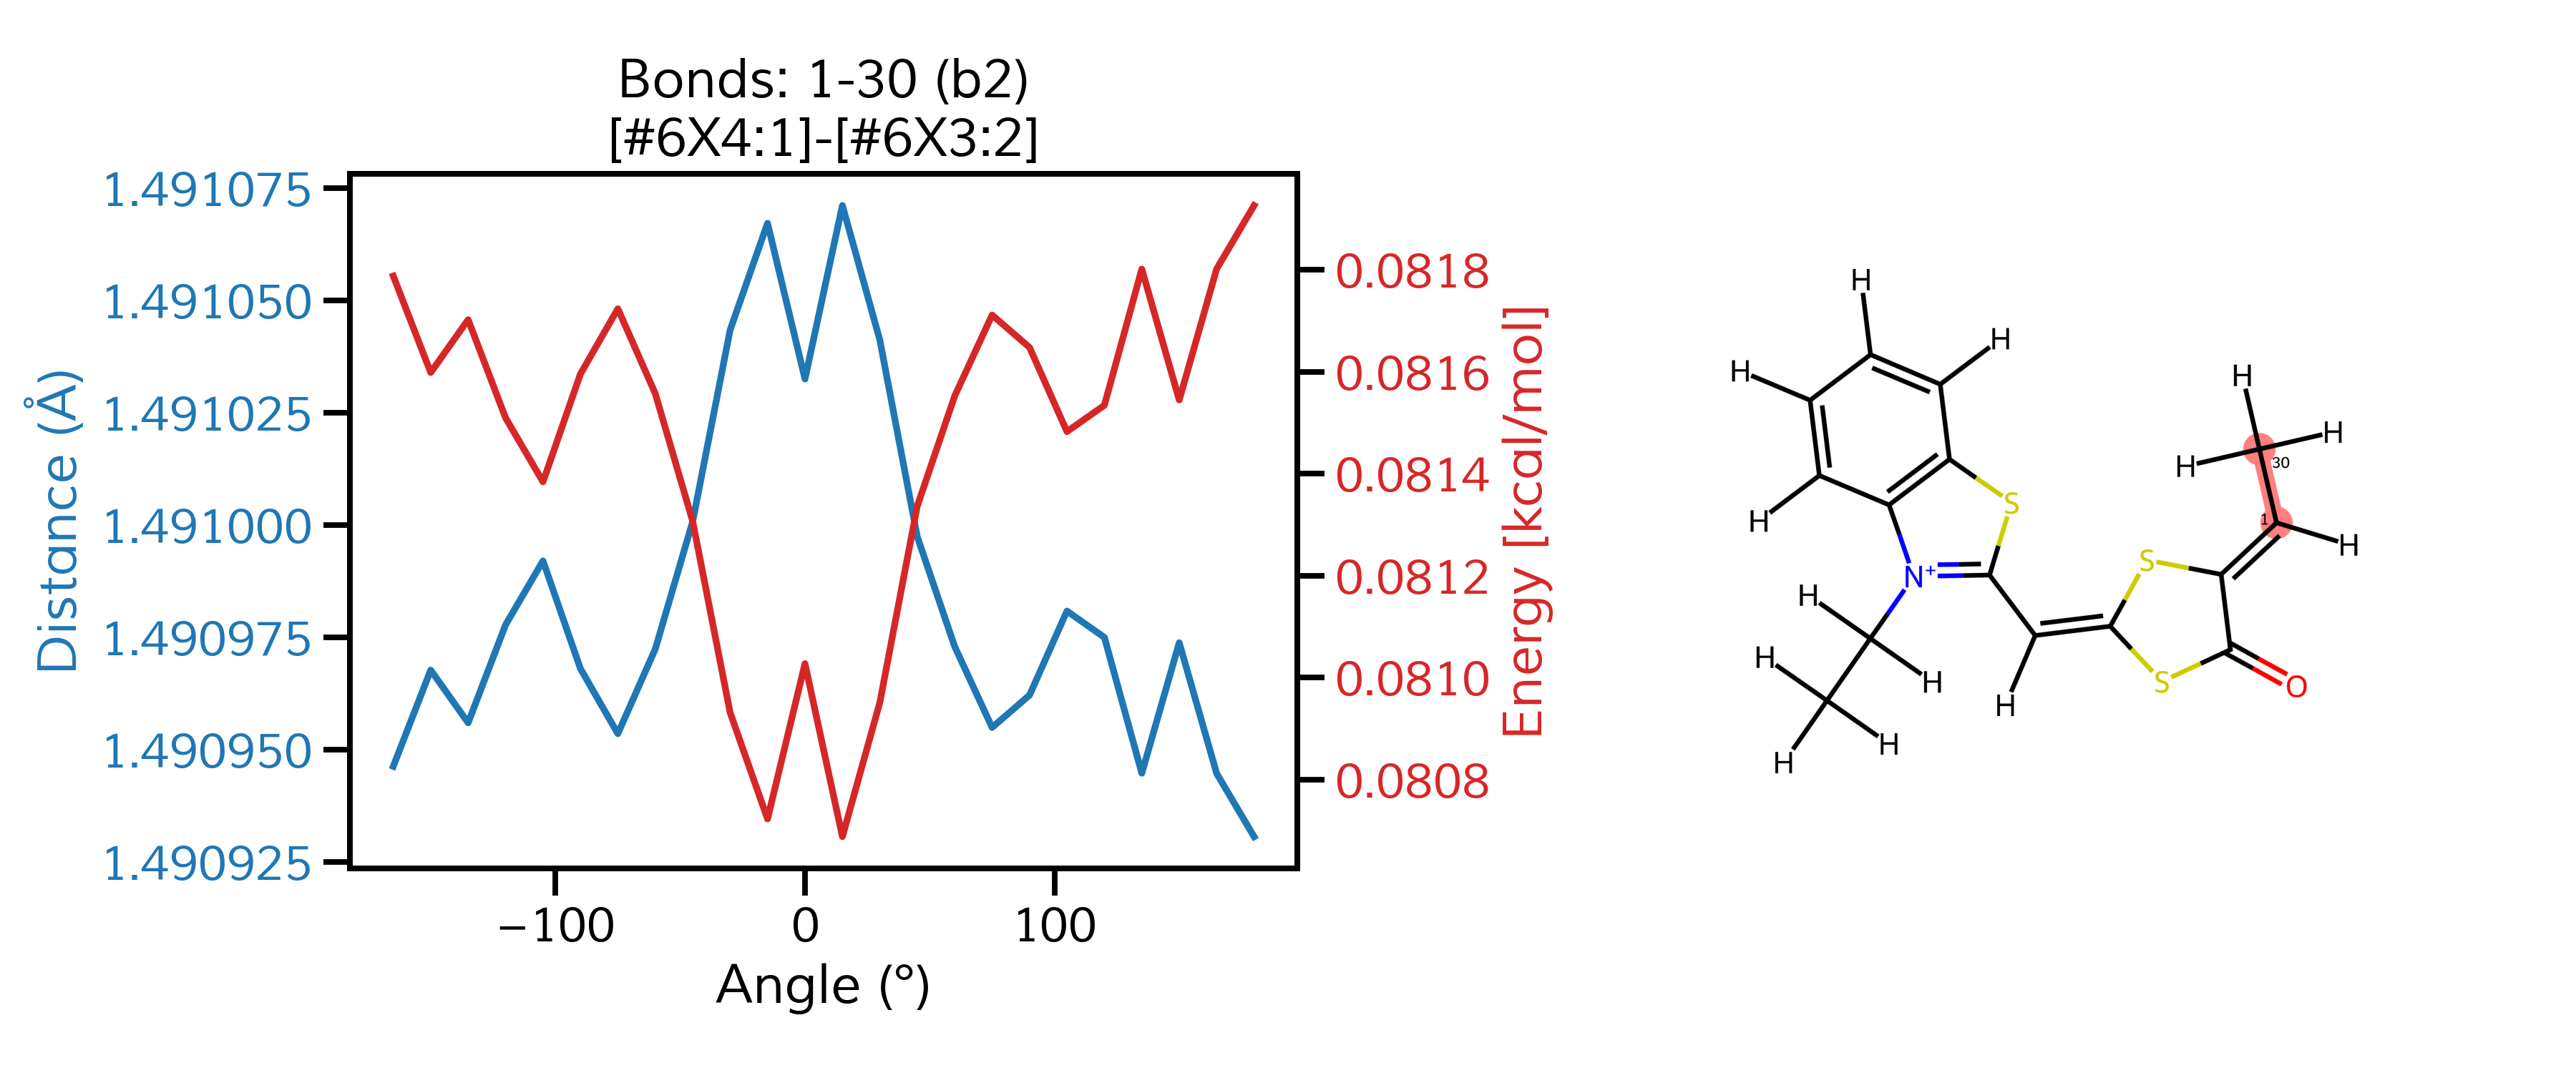 Bonds: 1-30 (b2)
[#6X4:1]-[#6X3:2]
Distance (Å)
1.491075
1.491050
1.491025
1.491000
1.490975
1.490950
1.490925
−100
0
100
Angle (°)
0.0818
0.0816
0.0814
0.0812
0.0810
0.0808
Energy [kcal/mol]
H
H
H
H
H
H
H
30
S
1
H
S
N+
H
H
H
S
O
H
H
H